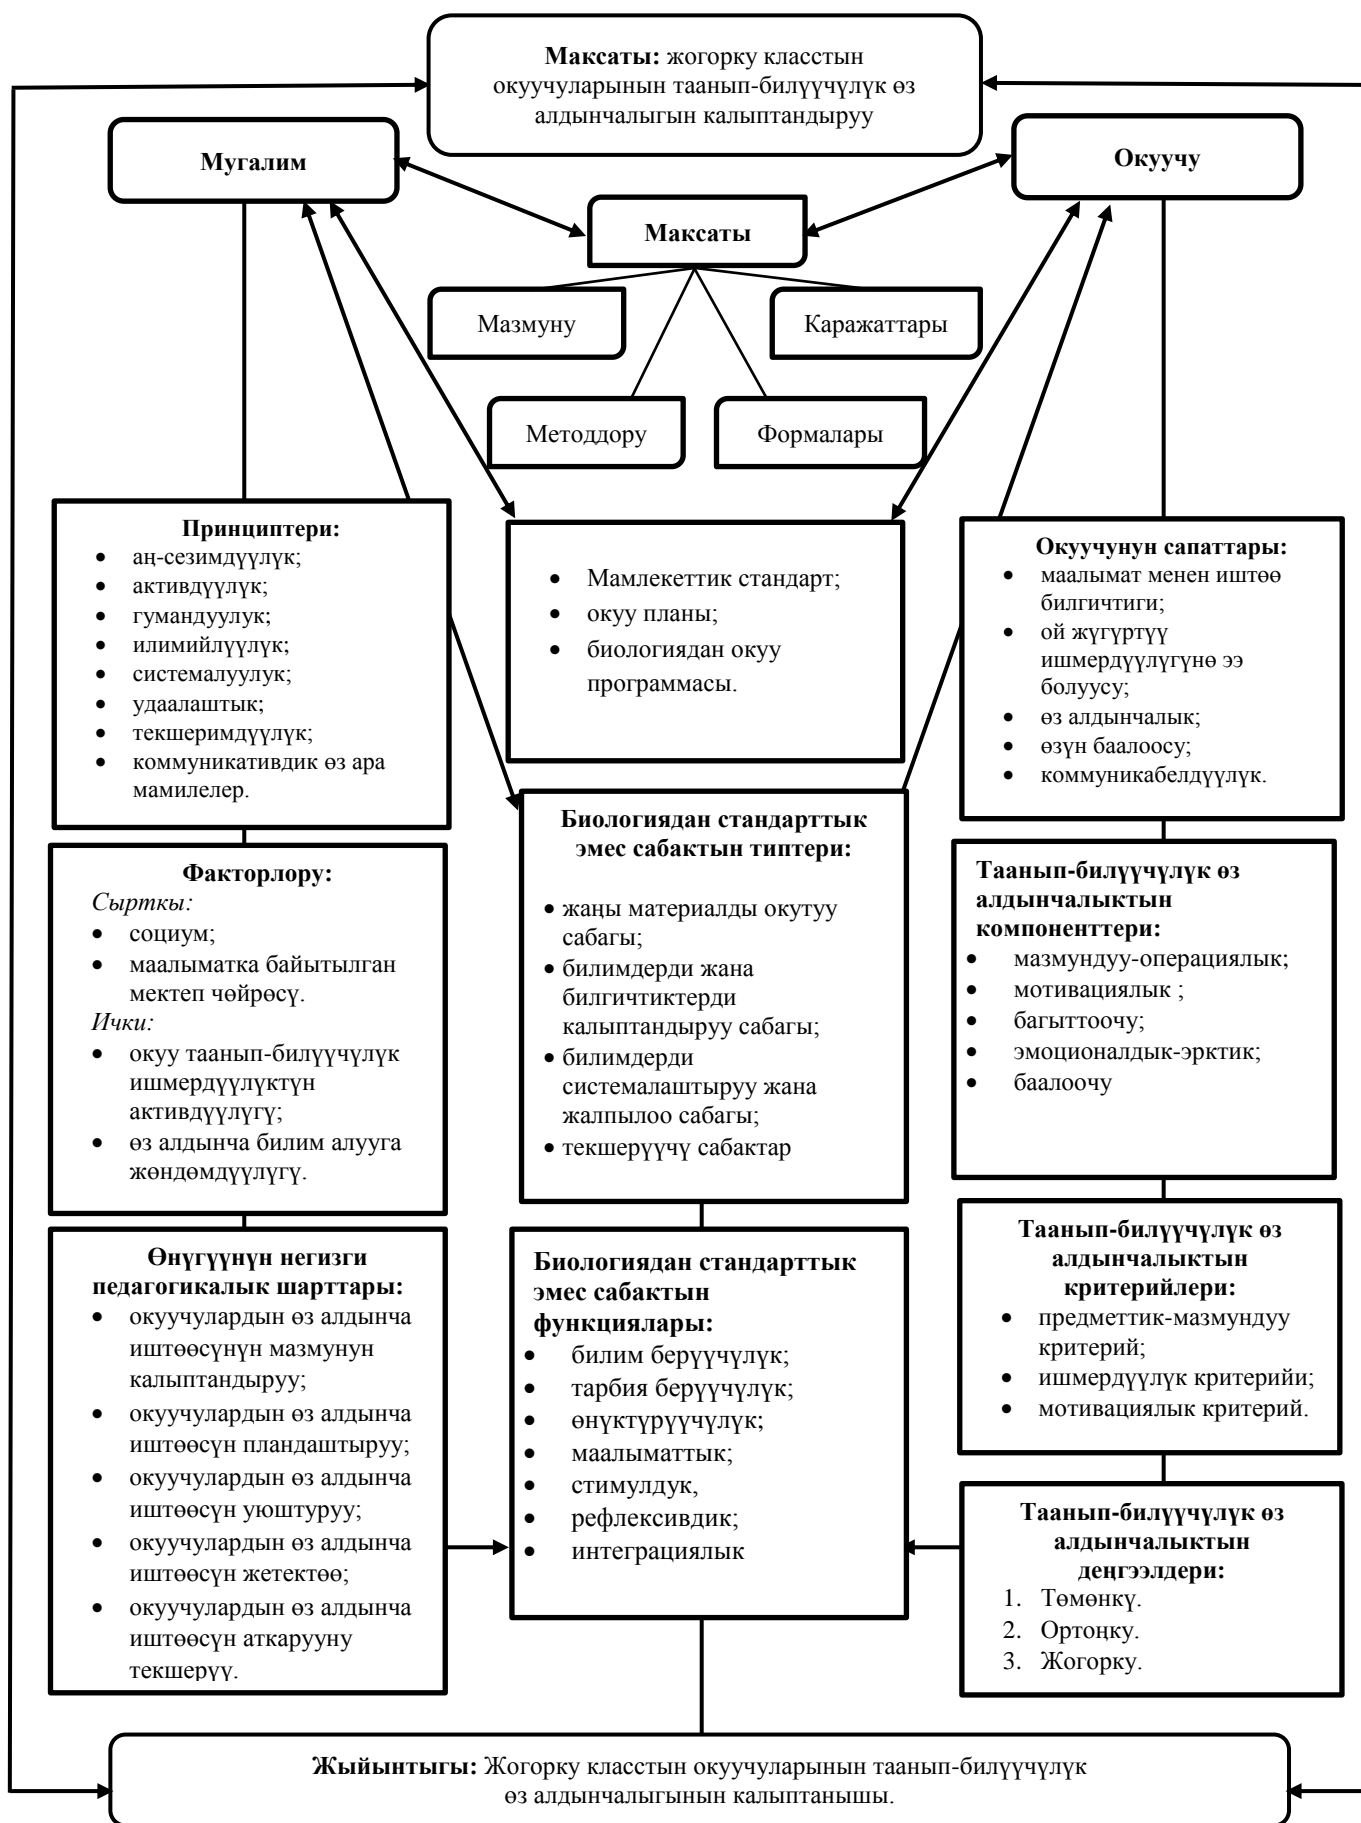 Максаты: жогорку класстын
окуучуларынын таанып-билүүчүлүк өз
алдынчалыгын калыптандыруу
Мугалим
Окуучу
Максаты
Мазмуну
Каражаттары
Методдору
Формалары
Принциптери:
• аң-сезимдүүлүк;
• активдүүлүк;
• гумандуулук;
• илимийлүүлүк;
• системалуулук;
• удаалаштык;
• текшеримдүүлүк;
• коммуникативдик өз ара
мамилелер.
• Мамлекеттик стандарт;
• окуу планы;
• биологиядан окуу
программасы.
Окуучунун сапаттары:
• маалымат менен иштөө
билгичтиги;
• ой жүгүртүү
ишмердүүлүгүнө ээ
болуусу;
• өз алдынчалык;
• өзүн баалоосу;
• коммуникабелдүүлүк.
Факторлору:
Сырткы:
• социум;
• маалыматка байытылган
мектеп чөйрөсү.
Ички:
• окуу таанып-билүүчүлүк
ишмердүүлүктүн
активдүүлүгү;
• өз алдынча билим алууга
жөндөмдүүлүгү.
Биологиядан стандарттык
эмес сабактын типтери:
• жаңы материалды окутуу
сабагы;
• билимдерди жана
билгичтиктерди
калыптандыруу сабагы;
• билимдерди
системалаштыруу жана
жалпылоо сабагы;
• текшерүүчү сабактар
Таанып-билүүчүлүк өз
алдынчалыктын
компоненттери:
• мазмундуу-операциялык;
• мотивациялык ;
• багыттоочу;
• эмоционалдык-эрктик;
• баалоочу
Өнүгүүнүн негизги
педагогикалык шарттары:
• окуучулардын өз алдынча
иштөөсүнүн мазмунун
калыптандыруу;
• окуучулардын өз алдынча
иштөөсүн пландаштыруу;
• окуучулардын өз алдынча
иштөөсүн уюштуруу;
• окуучулардын өз алдынча
иштөөсүн жетектөө;
• окуучулардын өз алдынча
иштөөсүн аткарууну
текшерүү.
Биологиядан стандарттык
эмес сабактын
функциялары:
• билим берүүчүлүк;
• тарбия берүүчүлүк;
• өнүктүрүүчүлүк;
• маалыматтык;
• стимулдук,
• рефлексивдик;
• интеграциялык
Таанып-билүүчүлүк өз
алдынчалыктын
критерийлери:
• предметтик-мазмундуу
критерий;
• ишмердүүлүк критерийи;
• мотивациялык критерий.
Таанып-билүүчүлүк өз
алдынчалыктын
деңгээлдери:
1. Төмөнкү.
2. Ортоңку.
3. Жогорку.
Жыйынтыгы: Жогорку класстын окуучуларынын таанып-билүүчүлүк
өз алдынчалыгынын калыптанышы.